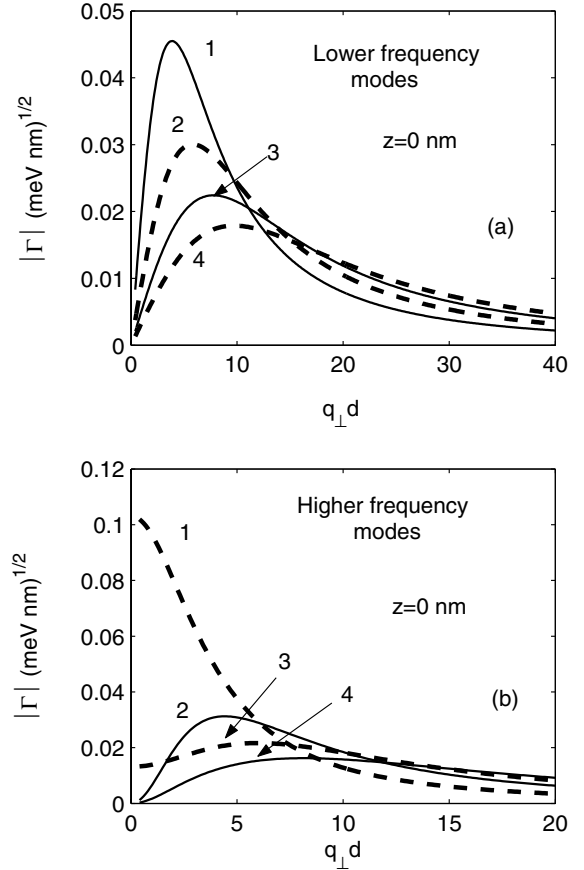 0.05
0.04
0.03
0.02
0.01
0
|Γ| (meV nm)^1/2
1
2
3
4
Lower frequency
modes
z=0 nm
(a)
0 10 20 30 40
q⊥d
0.12
0.1
0.08
0.06
0.04
0.02
0
|Γ| (meV nm)^1/2
1
2
3
4
Higher frequency
modes
z=0 nm
(b)
0 5 10 15 20
q⊥d